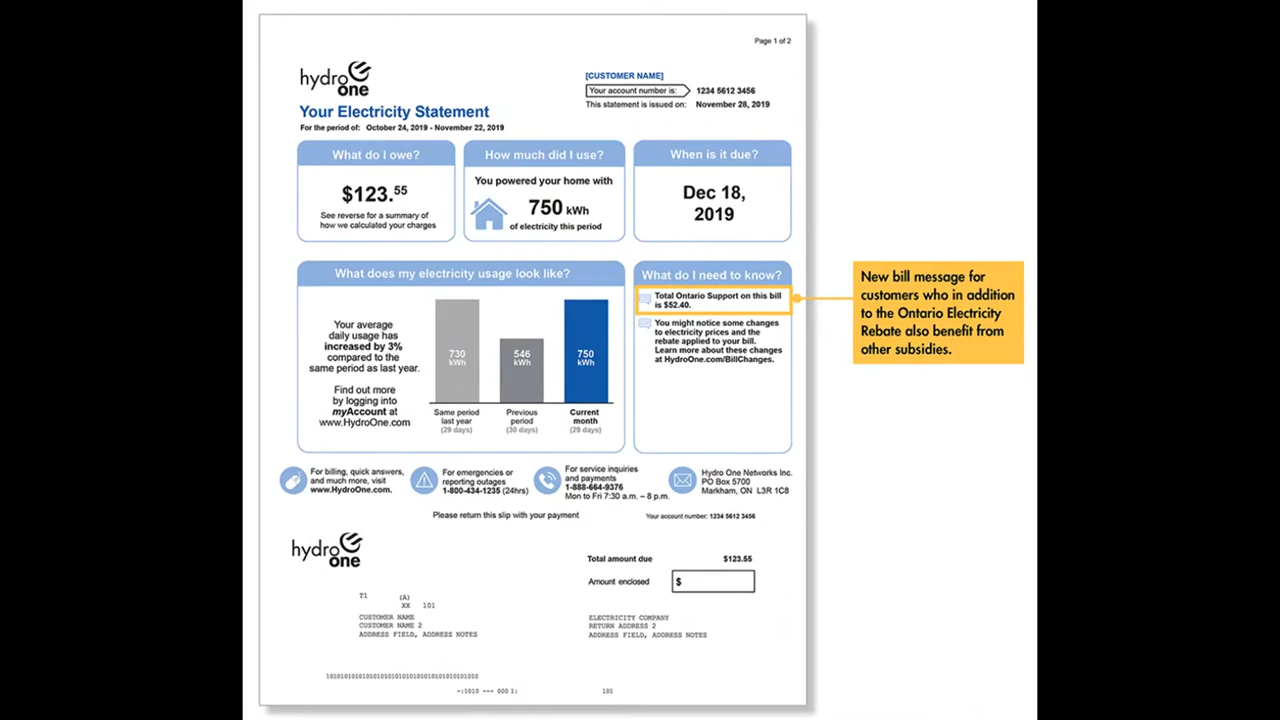 Page 1 of 2
hydro
one
[CUSTOMER NAME]
Your account number is: 1234 5612 3456
This statement is issued on: November 28, 2019
Your Electricity Statement
For the period of: October 24, 2019 - November 22, 2019
What do I owe?
$123.55
See reverse for a summary of
how we calculated your charges
How much did I use?
You powered your home with
750 kWh
of electricity this period
When is it due?
Dec 18,
2019
What does my electricity usage look like?
Your average
daily usage has
increased by 3%
compared to the
same period as last year.
Find out more
by logging into
myAccount at
www.HydroOne.com
730
kWh
546
kWh
750
kWh
Same period
last year
(29 days)
Previous
period
(30 days)
Current
month
(29 days)
What do I need to know?
Total Ontario Support on this bill
is $52.40.
You might notice some changes
to electricity prices and the
rebate applied to your bill.
Learn more about these changes
at HydroOne.com/BillChanges.
New bill message for
customers who in addition
to the Ontario Electricity
Rebate also benefit from
other subsidies.
For billing, quick answers,
and much more, visit
www.HydroOne.com.
For emergencies or
reporting outages
1-800-434-1235 (24hrs)
For service inquiries
and payments
1-888-664-9376
Mon to Fri 7:30 a.m. – 8 p.m.
Hydro One Networks Inc.
PO Box 5700
Markham, ON L3R 1C8
Please return this slip with your payment
Your account number: 1234 5612 3456
hydro
one
Total amount due $123.55
Amount enclosed $
T1 (A)
XX 101
CUSTOMER NAME
CUSTOMER NAME 2
ADDRESS FIELD, ADDRESS NOTES
ELECTRICITY COMPANY
RETURN ADDRESS 2
ADDRESS FIELD, ADDRESS NOTES
-:1010 --- 000 1: 101